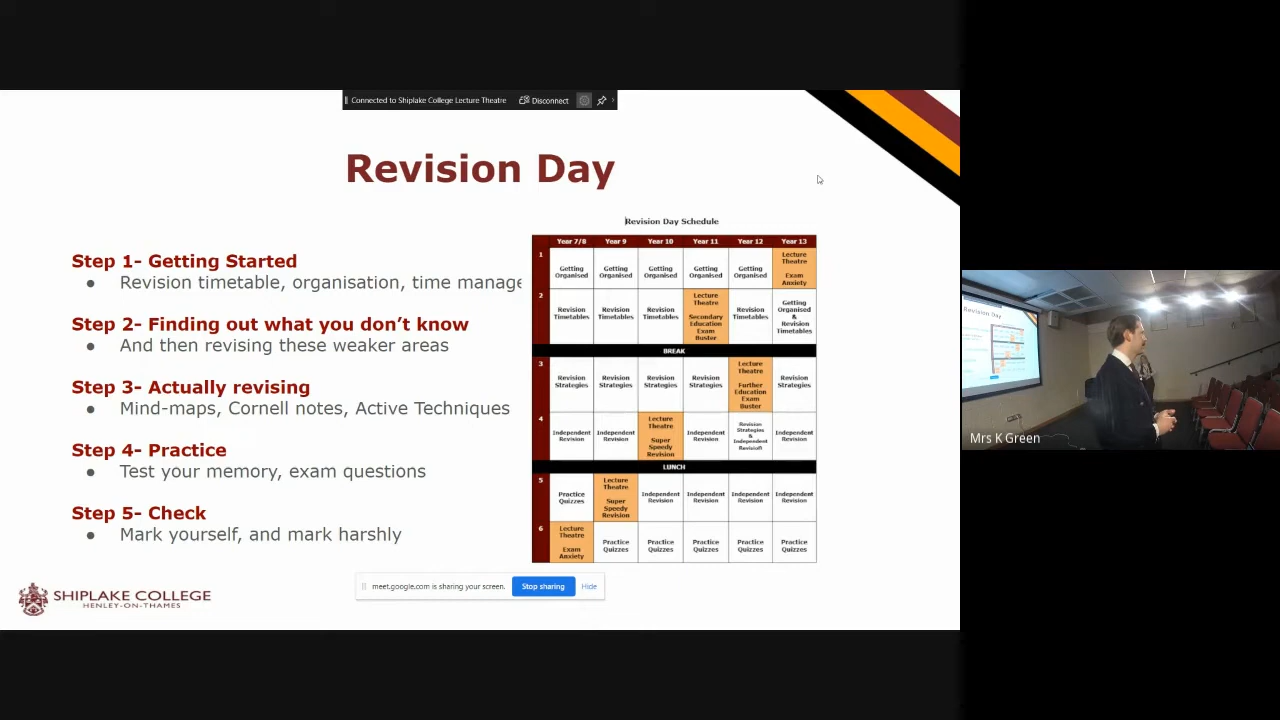 Connected to Shiplake College Lecture Theatre Disconnect
Revision Day
Step 1- Getting Started
● Revision timetable, organisation, time manage
Step 2- Finding out what you don't know
● And then revising these weaker areas
Step 3- Actually revising
● Mind-maps, Cornell notes, Active Techniques
Step 4- Practice
● Test your memory, exam questions
Step 5- Check
● Mark yourself, and mark harshly
SHIPLAKE COLLEGE
HENLEY-ON-THAMES
Revision Day Schedule
Year 7/8 Year 9 Year 10 Year 11 Year 12 Year 13
1
Getting Organised
Getting Organised
Getting Organised
Getting Organised
Getting Organised
Lecture Theatre
Exam Anxiety
2
Revision Timetables
Revision Timetables
Revision Timetables
Lecture Theatre
Secondary Education Exam Buster
Revision Timetables
Getting Organised & Revision Timetables
BREAK
3
Revision Strategies
Revision Strategies
Revision Strategies
Revision Strategies
Lecture Theatre
Further Education Exam Buster
Revision Strategies
4
Independent Revision
Independent Revision
Lecture Theatre
Super Speedy Revision
Independent Revision
Revision Strategies & Independent Revision
Independent Revision
LUNCH
5
Practice Quizzes
Lecture Theatre
Super Speedy Revision
Independent Revision
Independent Revision
Independent Revision
Independent Revision
6
Lecture Theatre
Exam Anxiety
Practice Quizzes
Practice Quizzes
Practice Quizzes
Practice Quizzes
Practice Quizzes
meet.google.com is sharing your screen. Stop sharing Hide
Revision Day
Mrs K Green